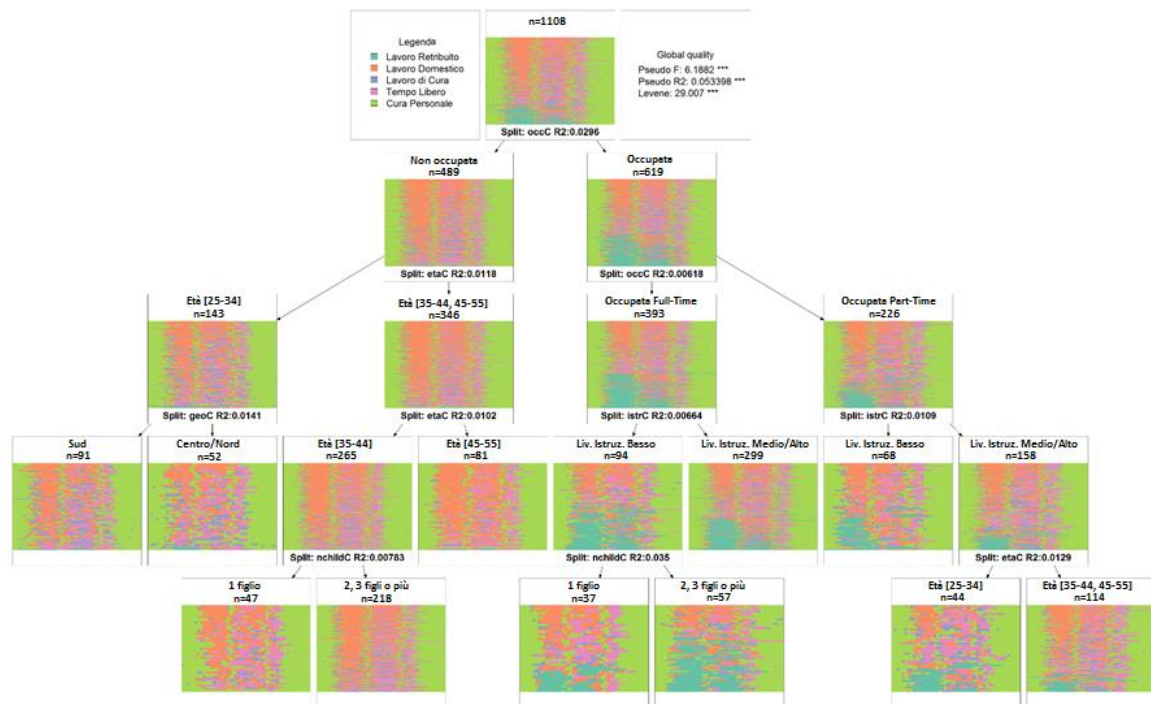 n=1108
Legenda
Lavoro Retribuito
Lavoro Domestico
Lavoro di Cura
Tempo Libero
Cura Personale
Global quality
Pseudo F: 6.1882 ***
Pseudo R2: 0.053398 ***
Levene: 29.007 ***
Split: occC R2:0.0296
Non occupata
n=489
Occupata
n=619
Split: etaC R2:0.0118
Split: occC R2:0.00618
Età [25-34]
n=143
Età [35-44, 45-55]
n=346
Occupata Full-Time
n=393
Occupata Part-Time
n=226
Split: geoC R2:0.0141
Split: etaC R2:0.0102
Split: istrC R2:0.00664
Split: istrC R2:0.0109
Sud
n=91
Centro/Nord
n=52
Età [35-44]
n=265
Età [45-55]
n=81
Liv. Istruz. Basso
n=94
Liv. Istruz. Medio/Alto
n=299
Liv. Istruz. Basso
n=68
Liv. Istruz. Medio/Alto
n=158
Split: nchildC R2:0.00783
Split: nchildC R2:0.035
Split: etaC R2:0.0129
1 figlio
n=47
2, 3 figli o più
n=218
1 figlio
n=37
2, 3 figli o più
n=57
Età [25-34]
n=44
Età [35-44, 45-55]
n=114